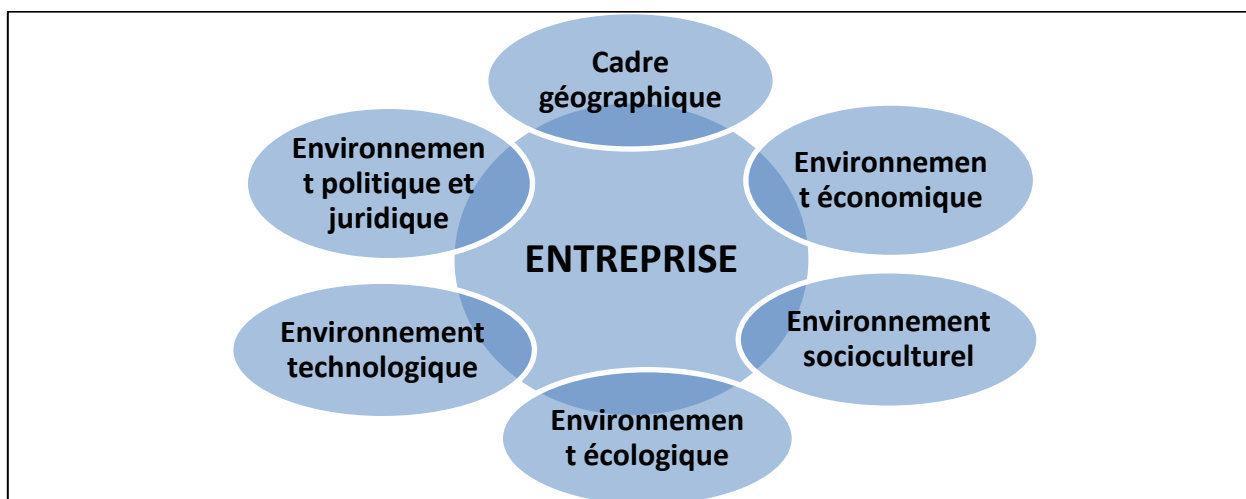 Cadre
géographique
Environnemen
t politique et
juridique
Environnemen
t économique
ENTREPRISE
Environnement
technologique
Environnement
socioculturel
Environnemen
t écologique